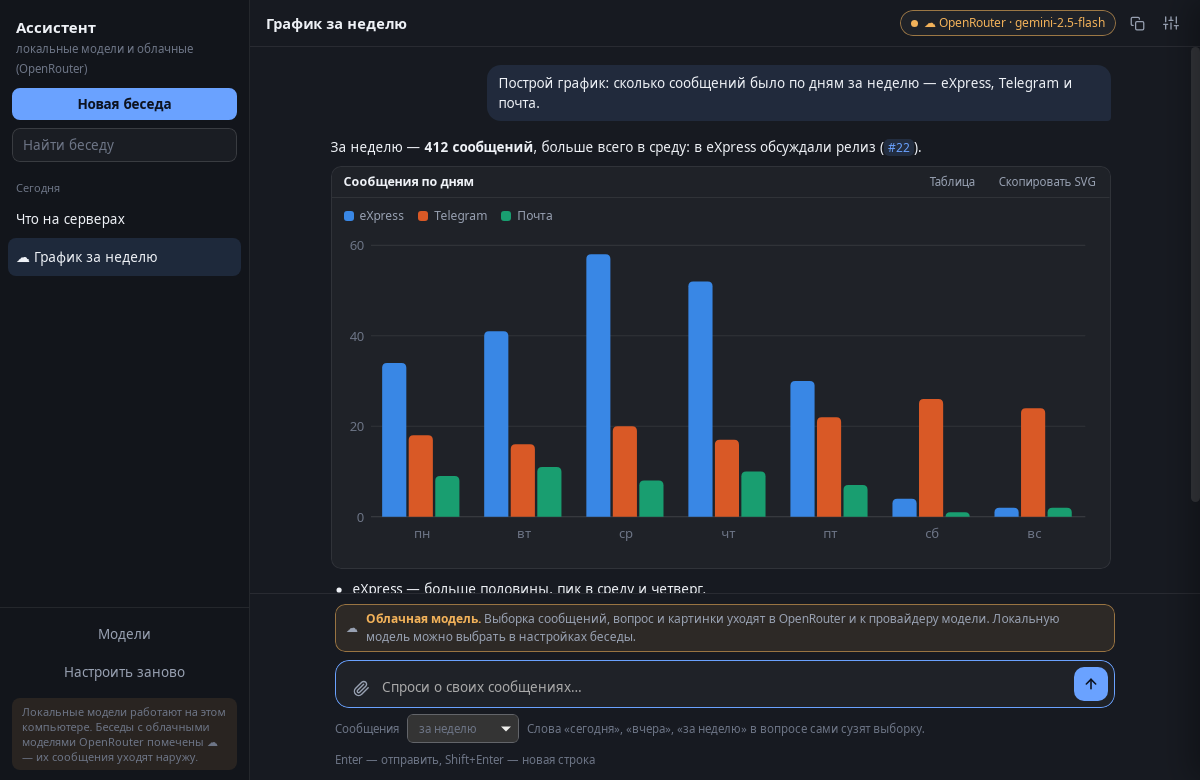 Ассистент
локальные модели и облачные
(OpenRouter)
Новая беседа
Найти беседу
Сегодня
Что на серверах
☁ График за неделю
Модели
Настроить заново
Локальные модели работают на этом
компьютере. Беседы с облачными
моделями OpenRouter помечены ☁
— их сообщения уходят наружу.
График за неделю
☁ OpenRouter · gemini-2.5-flash
Построй график: сколько сообщений было по дням за неделю — eXpress, Telegram и
почта.
За неделю — 412 сообщений, больше всего в среду: в eXpress обсуждали релиз (#22).
Сообщения по дням
Таблица
Скопировать SVG
eXpress
Telegram
Почта
60
40
20
0
пн вт ср чт пт сб вс
• eXpress — больше половины, пик в среду и четверг.
☁ Облачная модель. Выборка сообщений, вопрос и картинки уходят в OpenRouter и к провайдеру модели. Локальную
модель можно выбрать в настройках беседы.
Спроси о своих сообщениях…
Сообщения за неделю Слова «сегодня», «вчера», «за неделю» в вопросе сами сузят выборку.
Enter — отправить, Shift+Enter — новая строка